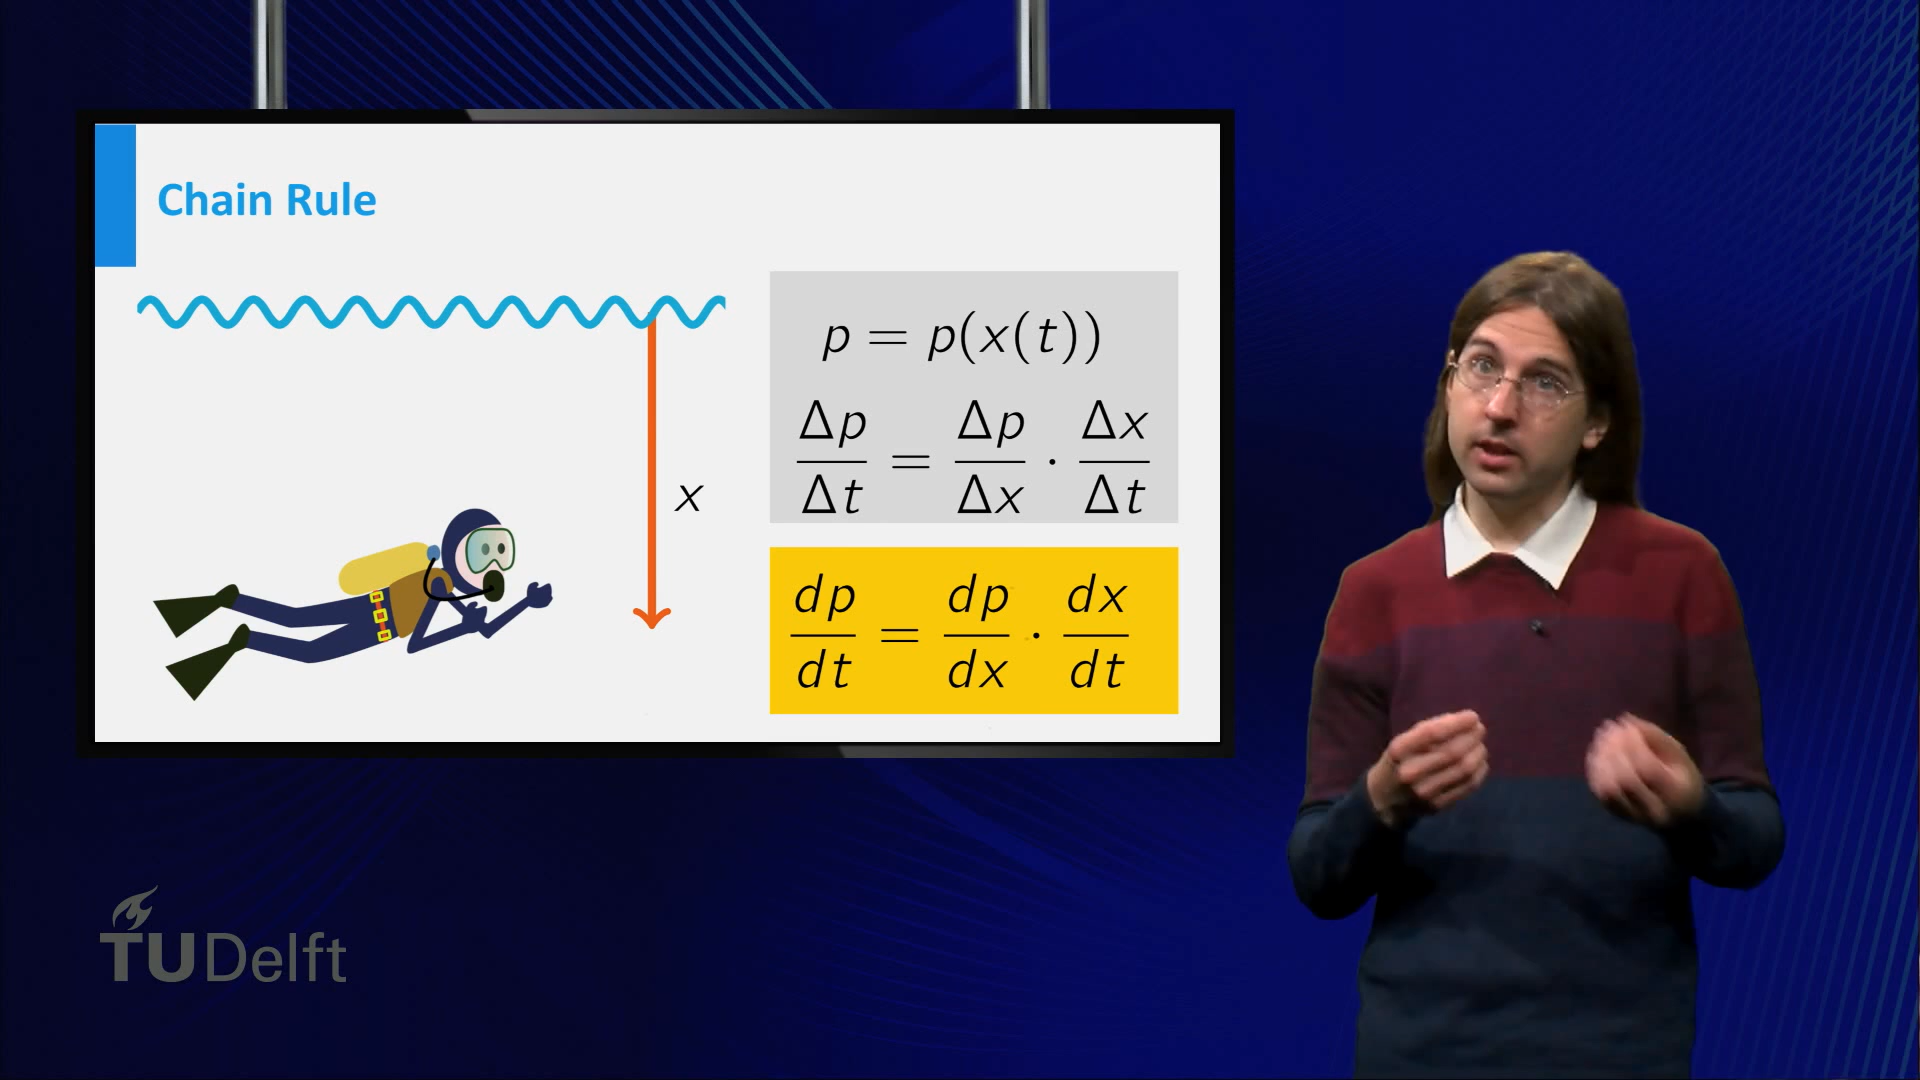 Chain Rule
x
p = p(x(t))
Δp/Δt = Δp/Δx · Δx/Δt
dp/dt = dp/dx · dx/dt
TUDelft